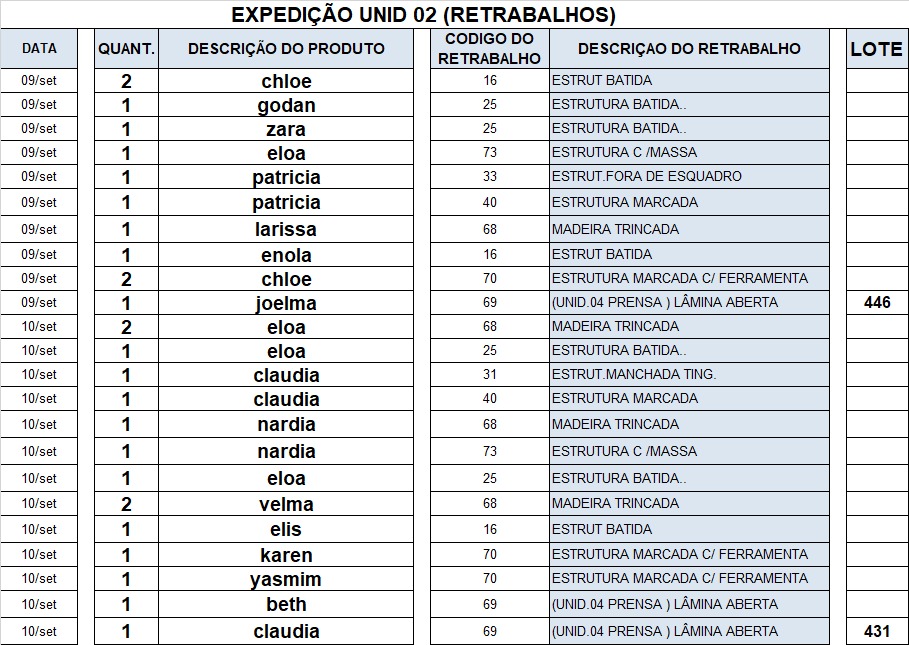 EXPEDIÇÃO UNID 02 (RETRABALHOS)
DATA QUANT. DESCRIÇÃO DO PRODUTO CODIGO DO RETRABALHO DESCRIÇAO DO RETRABALHO LOTE
09/set 2 chloe 16 ESTRUT BATIDA
09/set 1 godan 25 ESTRUTURA BATIDA..
09/set 1 zara 25 ESTRUTURA BATIDA..
09/set 1 eloa 73 ESTRUTURA C /MASSA
09/set 1 patricia 33 ESTRUT.FORA DE ESQUADRO
09/set 1 patricia 40 ESTRUTURA MARCADA
09/set 1 larissa 68 MADEIRA TRINCADA
09/set 1 enola 16 ESTRUT BATIDA
09/set 2 chloe 70 ESTRUTURA MARCADA C/ FERRAMENTA
09/set 1 joelma 69 (UNID.04 PRENSA ) LÂMINA ABERTA 446
10/set 2 eloa 68 MADEIRA TRINCADA
10/set 1 eloa 25 ESTRUTURA BATIDA..
10/set 1 claudia 31 ESTRUT.MANCHADA TING.
10/set 1 claudia 40 ESTRUTURA MARCADA
10/set 1 nardia 68 MADEIRA TRINCADA
10/set 1 nardia 73 ESTRUTURA C /MASSA
10/set 1 eloa 25 ESTRUTURA BATIDA..
10/set 2 velma 68 MADEIRA TRINCADA
10/set 1 elis 16 ESTRUT BATIDA
10/set 1 karen 70 ESTRUTURA MARCADA C/ FERRAMENTA
10/set 1 yasmim 70 ESTRUTURA MARCADA C/ FERRAMENTA
10/set 1 beth 69 (UNID.04 PRENSA ) LÂMINA ABERTA
10/set 1 claudia 69 (UNID.04 PRENSA ) LÂMINA ABERTA 431